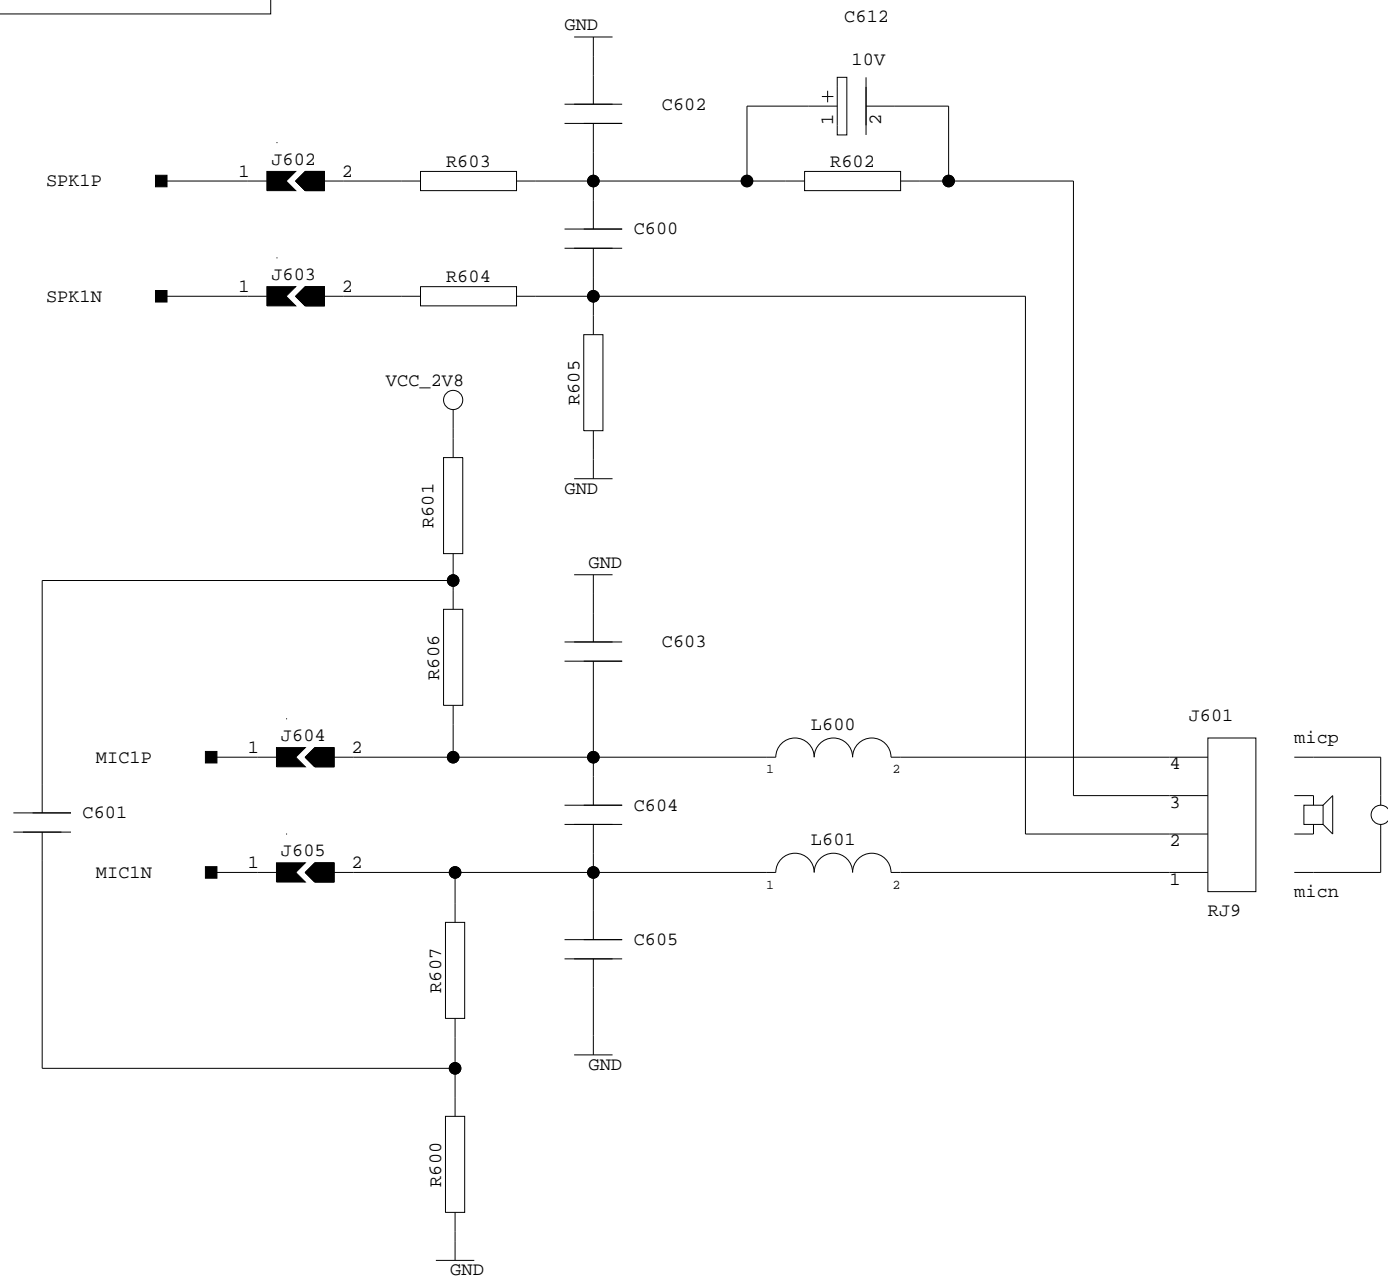 C612
GND
10V
+
1 2
C602
J602
1 2
R603
R602
SPK1P
C600
J603
1 2
R604
SPK1N
R605
VCC_2V8
GND
R601
GND
R606
C603
J604
1 2
MIC1P
L600
1 2
J601
micp
4
3
2
1
C604
C601
J605
1 2
MIC1N
L601
1 2
micn
RJ9
C605
R607
GND
R600
GND